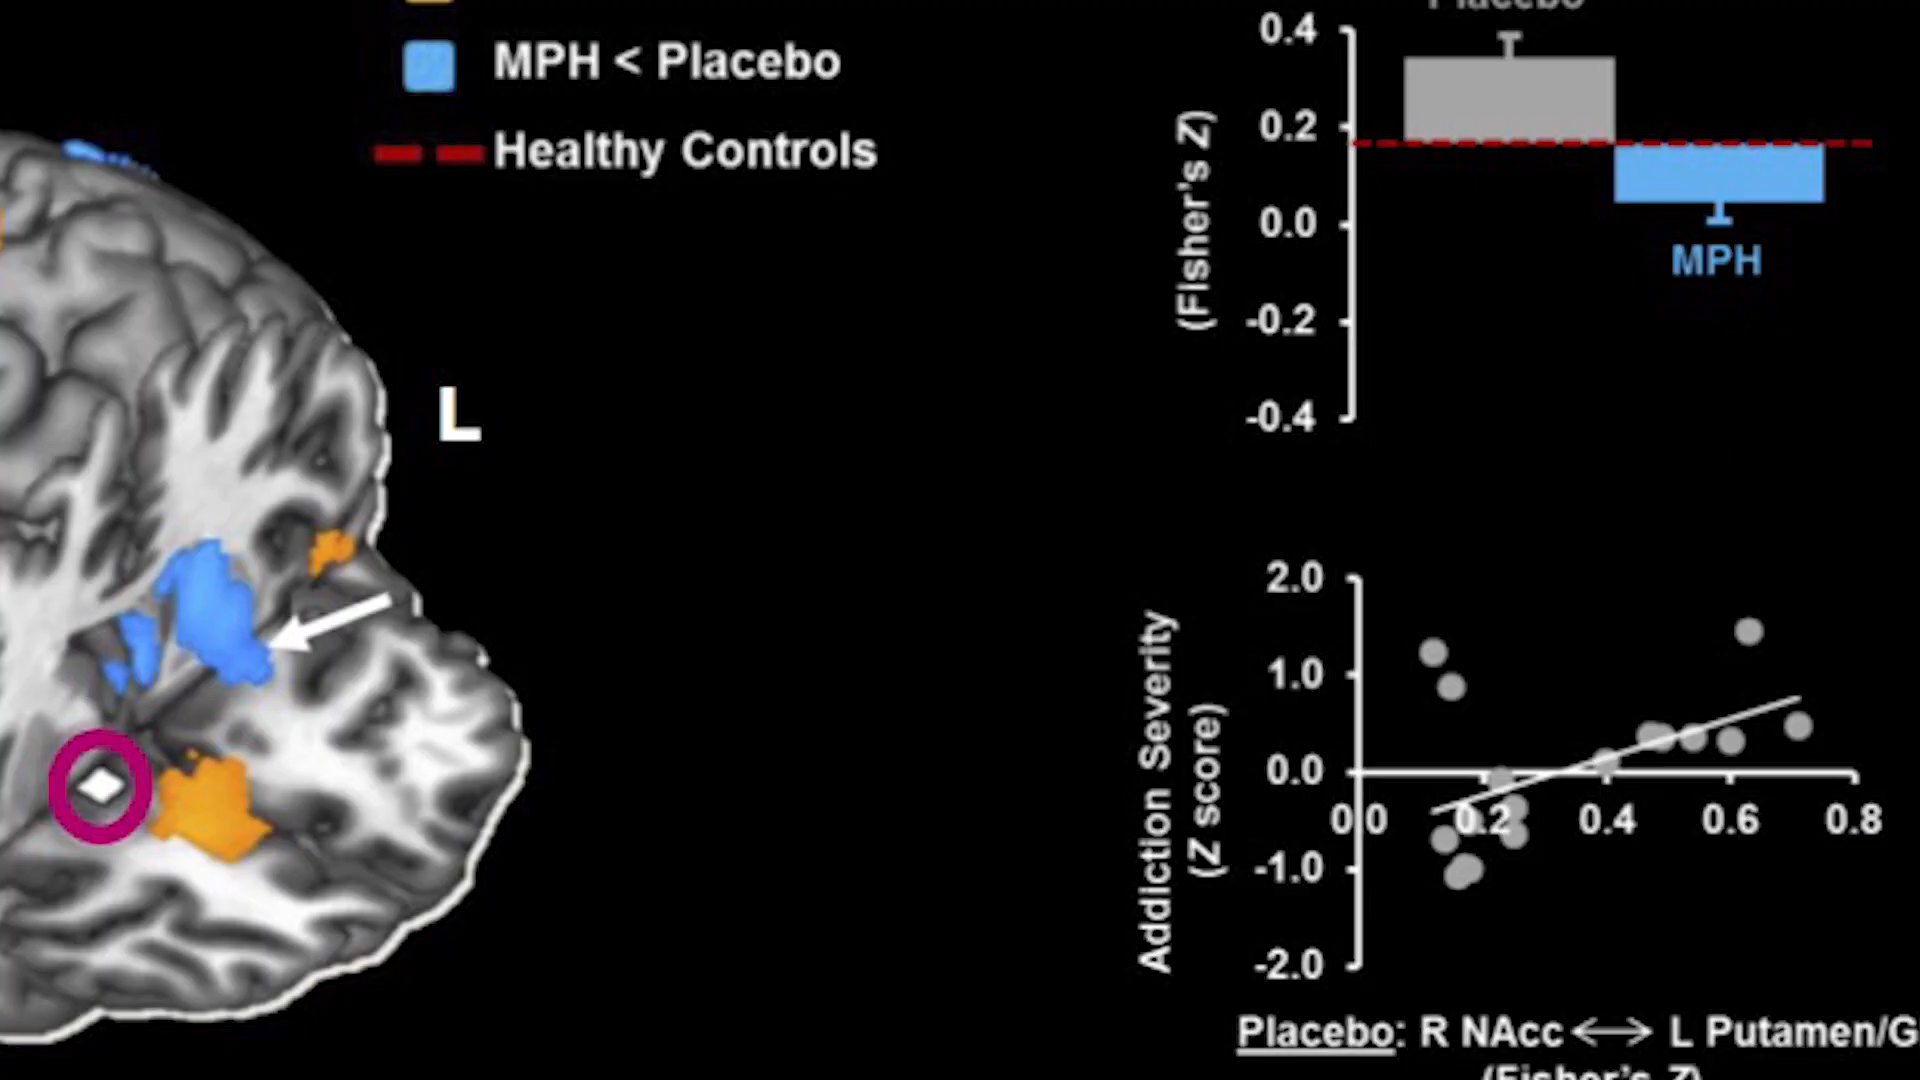 MPH < Placebo
Healthy Controls
L
Placebo
(Fisher's Z)
0.4
0.2
0.0
-0.2
-0.4
MPH
Addiction Severity
(Z score)
2.0
1.0
0.0
-1.0
-2.0
0.0 0.2 0.4 0.6 0.8
Placebo: R NAcc <--> L Putamen/G
(Fisher's Z)